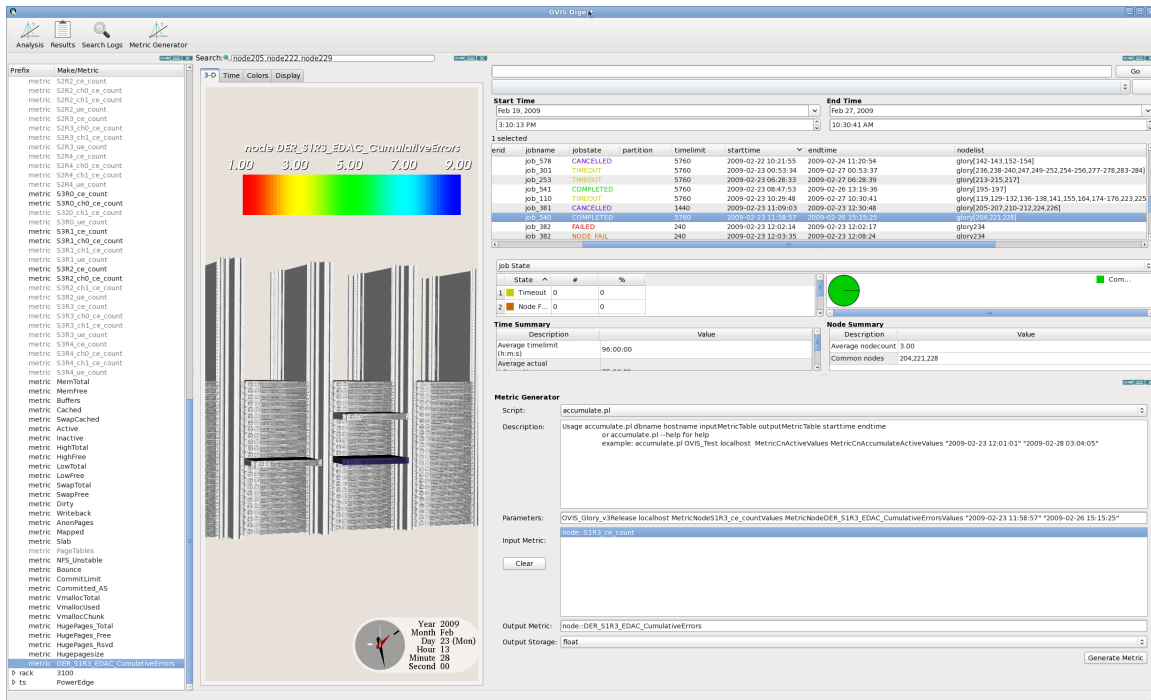 OVIS Digest
Analysis
Results
Search Logs
Metric Generator
Prefix
Make/Metric
metric S2R2_ce_count
metric S2R2_ch0_ce_count
metric S2R2_ch1_ce_count
metric S2R2_ue_count
metric S2R3_ce_count
metric S2R3_ch0_ce_count
metric S2R3_ch1_ce_count
metric S2R3_ue_count
metric S2R4_ce_count
metric S2R4_ch0_ce_count
metric S2R4_ch1_ce_count
metric S2R4_ue_count
metric S3R0_ce_count
metric S3R0_ch0_ce_count
metric S320_ch1_ce_count
metric S3R0_ue_count
metric S3R1_ce_count
metric S3R1_ch0_ce_count
metric S3R1_ch1_ce_count
metric S3R1_ue_count
metric S3R2_ce_count
metric S3R2_ch0_ce_count
metric S3R2_ch1_ce_count
metric S3R2_ue_count
metric S3R3_ce_count
metric S3R3_ch0_ce_count
metric S3R3_ch1_ce_count
metric S3R3_ue_count
metric S3R4_ce_count
metric S3R4_ch0_ce_count
metric S3R4_ch1_ce_count
metric S3R4_ue_count
metric MemTotal
metric MemFree
metric Buffers
metric Cached
metric SwapCached
metric Active
metric Inactive
metric HighTotal
metric HighFree
metric LowTotal
metric LowFree
metric SwapTotal
metric SwapFree
metric Dirty
metric Writeback
metric AnonPages
metric Mapped
metric Slab
metric PageTables
metric NFS_Unstable
metric Bounce
metric CommitLimit
metric Committed_AS
metric VmallocTotal
metric VmallocUsed
metric VmallocChunk
metric HugePages_Total
metric HugePages_Free
metric HugePages_Rsvd
metric Hugepagesize
metric DER_S1R3_EDAC_CumulativeErrors
rack 3100
ts PowerEdge
Search: node205,node222,node229
3-D Time Colors Display
node DER_S1R3_EDAC_CumulativeErrors
1.00 3.00 5.00 7.00 9.00
Year 2009
Month Feb
Day 23 (Mon)
Hour 13
Minute 28
Second 00
Go
Start Time
End Time
Feb 19, 2009
Feb 27, 2009
3:10:13 PM
10:30:41 AM
1 selected
erid jobname jobstate partition timelimit starttime endtime nodelist
job_578 CANCELLED 5760 2009-02-22 10:21:55 2009-02-24 11:20:54 glory[142-143,152-154]
job_301 TIMEOUT 5760 2009-02-23 00:53:34 2009-02-27 00:53:37 glory[236,238-240,247,249-252,254-256,277-278,283-284]
job_253 TIMEOUT 5760 2009-02-23 06:28:33 2009-02-27 06:28:39 glory[213-215,217]
job_541 COMPLETED 5760 2009-02-23 08:47:53 2009-02-26 13:19:36 glory[195-197]
job_110 TIMEOUT 5760 2009-02-23 10:29:48 2009-02-27 10:30:41 glory[119,129-132,136-138,141,155,164,174-176,223,225
job_381 CANCELLED 1440 2009-02-23 11:09:03 2009-02-23 12:30:48 glory[205-207,210-212,224,226]
job_540 COMPLETED 5760 2009-02-23 11:58:57 2009-02-26 15:15:25 glory[204,221,228]
job_382 FAILED 240 2009-02-23 12:02:14 2009-02-23 12:02:17 glory234
job_382 NODE_FAIL 240 2009-02-23 12:03:35 2009-02-23 12:08:24 glory234
Job State
State # %
1 Timeout 0 0
2 Node F... 0 0
Com...
Time Summary
Description Value
Average timelimit
(h:m:s)
96:00:00
Average actual
Node Summary
Description Value
Average nodecount 3.00
Common nodes 204,221,228
Metric Generator
Script: accumulate.pl
Description: Usage accumulate.pl dbname hostname inputMetricTable outputMetricTable starttime endtime
or accumulate.pl --help for help
example: accumulate.pl OVIS_Test localhost MetricCnActiveValues MetricCnAccumulateActiveValues "2009-02-23 12:01:01" "2009-02-28 03:04:05"
Parameters: OVIS_Glory_v3Release localhost MetricNodeS1R3_ce_countValues MetricNodeDER_S1R3_EDAC_CumulativeErrorsValues "2009-02-23 11:58:57" "2009-02-26 15:15:25"
Input Metric: node::S1R3_ce_count
Clear
Output Metric: node::DER_S1R3_EDAC_CumulativeErrors
Output Storage: float
Generate Metric